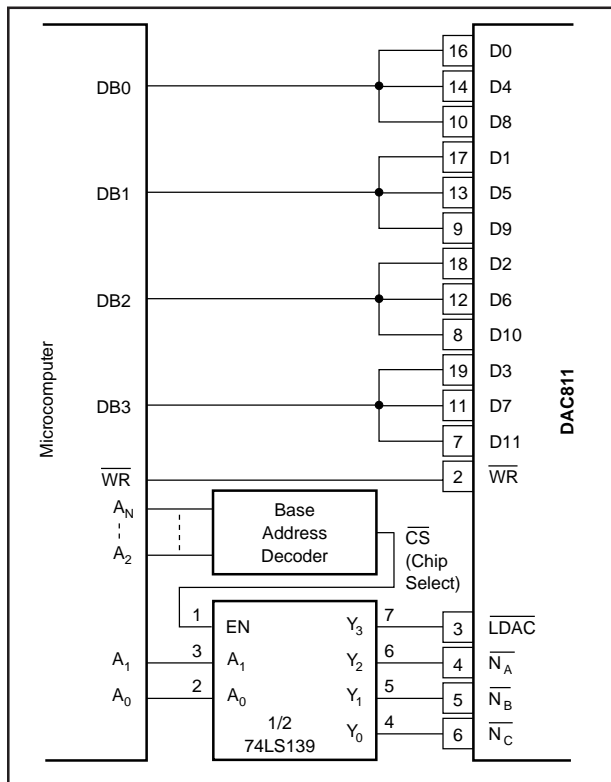 16 D0
DB0 14 D4
10 D8
17 D1
DB1 13 D5
9 D9
18 D2
DB2 12 D6
8 D10
19 D3
DB3 11 D7
7 D11
Microcomputer
DAC811
WR 2 WR
AN
A2
Base
Address
Decoder
CS
(Chip
Select)
1 EN Y3 7 3 LDAC
A1 3 A1 Y2 6 4 NA
A0 2 A0 Y1 5 5 NB
1/2
74LS139
Y0 4 6 NC